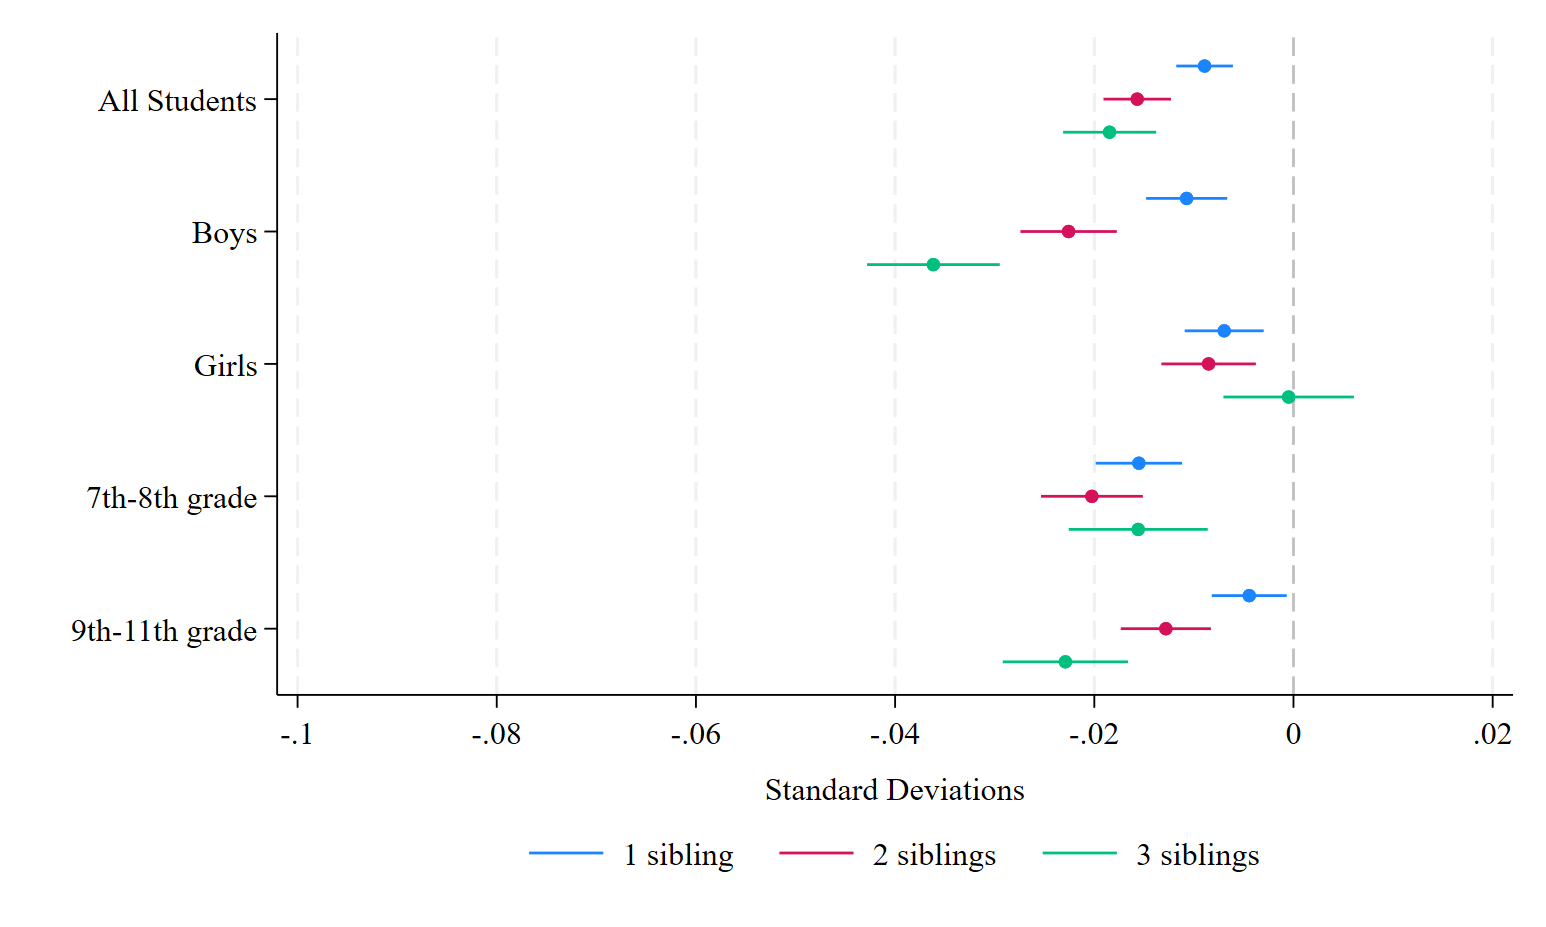 All Students
Boys
Girls
7th-8th grade
9th-11th grade
-.1 -.08 -.06 -.04 -.02 0 .02
Standard Deviations
1 sibling 2 siblings 3 siblings